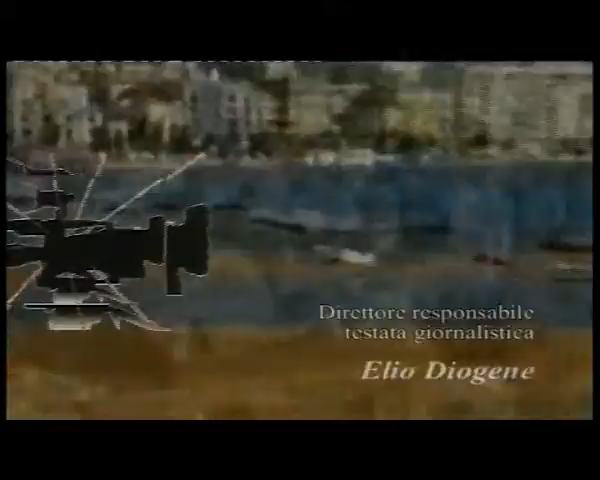 Direttore responsabile
testata giornalistica
Elio Diogene